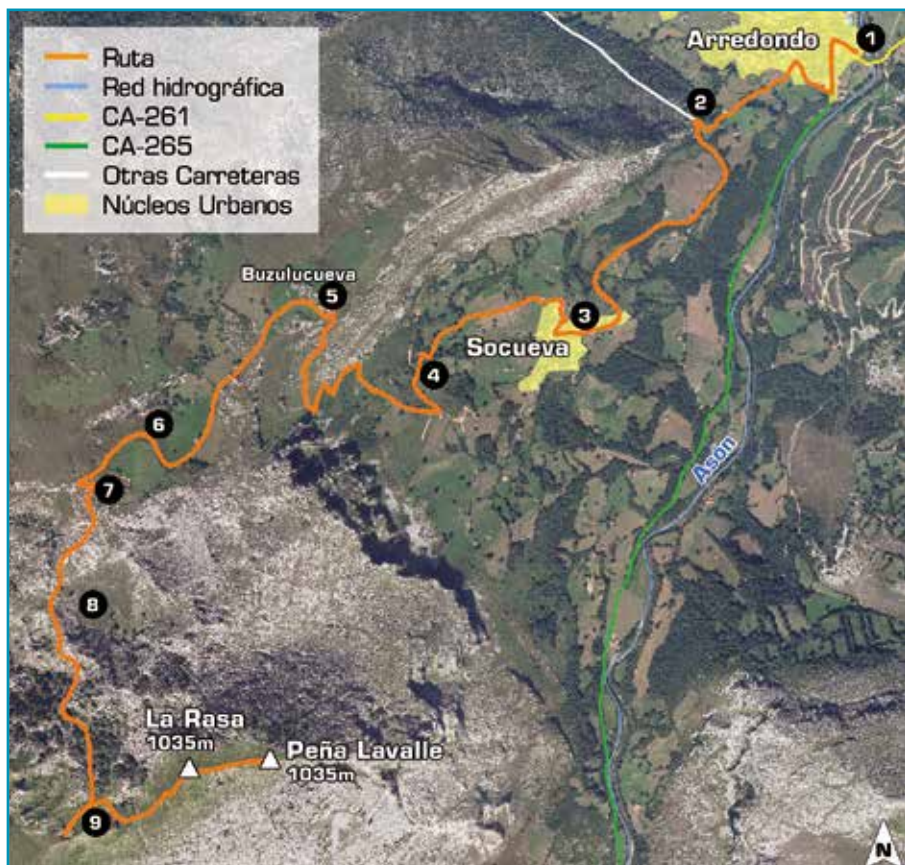 Ruta
Red hidrográfica
CA-261
CA-265
Otras Carreteras
Núcleos Urbanos
Arredondo
1
2
Buzulucueva
5
3
Socueva
4
6
Asón
7
8
La Rasa
1035m
Peña Lavalle
1035m
9
N